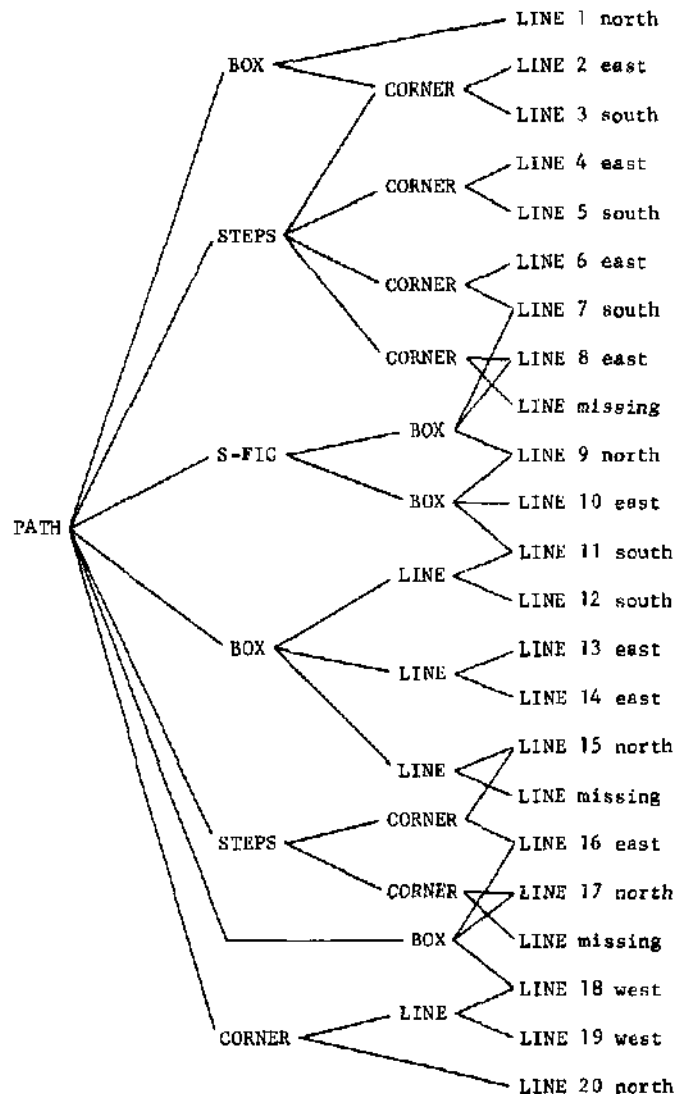 LINE 1 north
BOX
LINE 2 east
CORNER
LINE 3 south
LINE 4 east
CORNER
LINE 5 south
STEPS
LINE 6 east
CORNER
LINE 7 south
CORNER
LINE 8 east
LINE missing
BOX
S-FIG
LINE 9 north
BOX
LINE 10 east
PATH
LINE 11 south
LINE
LINE 12 south
BOX
LINE 13 east
LINE
LINE 14 east
LINE 15 north
LINE
LINE missing
CORNER
STEPS
LINE 16 east
CORNER
LINE 17 north
BOX
LINE missing
LINE 18 west
LINE
CORNER
LINE 19 west
LINE 20 north